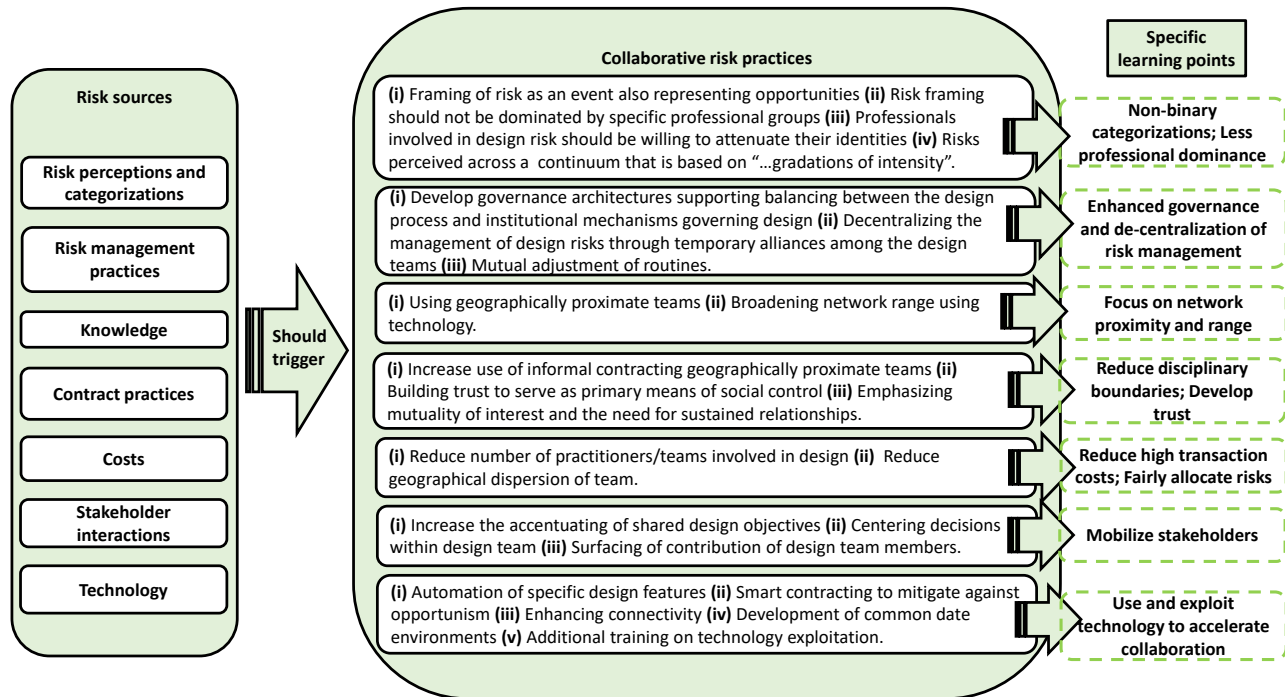 Risk sources
Risk perceptions and
categorizations
Risk management
practices
Knowledge
Contract practices
Costs
Stakeholder
interactions
Technology
Should
trigger
Collaborative risk practices
(i) Framing of risk as an event also representing opportunities (ii) Risk framing
should not be dominated by specific professional groups (iii) Professionals
involved in design risk should be willing to attenuate their identities (iv) Risks
perceived across a continuum that is based on “...gradations of intensity”.
(i) Develop governance architectures supporting balancing between the design
process and institutional mechanisms governing design (ii) Decentralizing the
management of design risks through temporary alliances among the design
teams (iii) Mutual adjustment of routines.
(i) Using geographically proximate teams (ii) Broadening network range using
technology.
(i) Increase use of informal contracting geographically proximate teams (ii)
Building trust to serve as primary means of social control (iii) Emphasizing
mutuality of interest and the need for sustained relationships.
(i) Reduce number of practitioners/teams involved in design (ii) Reduce
geographical dispersion of team.
(i) Increase the accentuating of shared design objectives (ii) Centering decisions
within design team (iii) Surfacing of contribution of design team members.
(i) Automation of specific design features (ii) Smart contracting to mitigate against
opportunism (iii) Enhancing connectivity (iv) Development of common date
environments (v) Additional training on technology exploitation.
Specific
learning points
Non-binary
categorizations; Less
professional dominance
Enhanced governance
and de-centralization of
risk management
Focus on network
proximity and range
Reduce disciplinary
boundaries; Develop
trust
Reduce high transaction
costs; Fairly allocate risks
Mobilize stakeholders
Use and exploit
technology to accelerate
collaboration